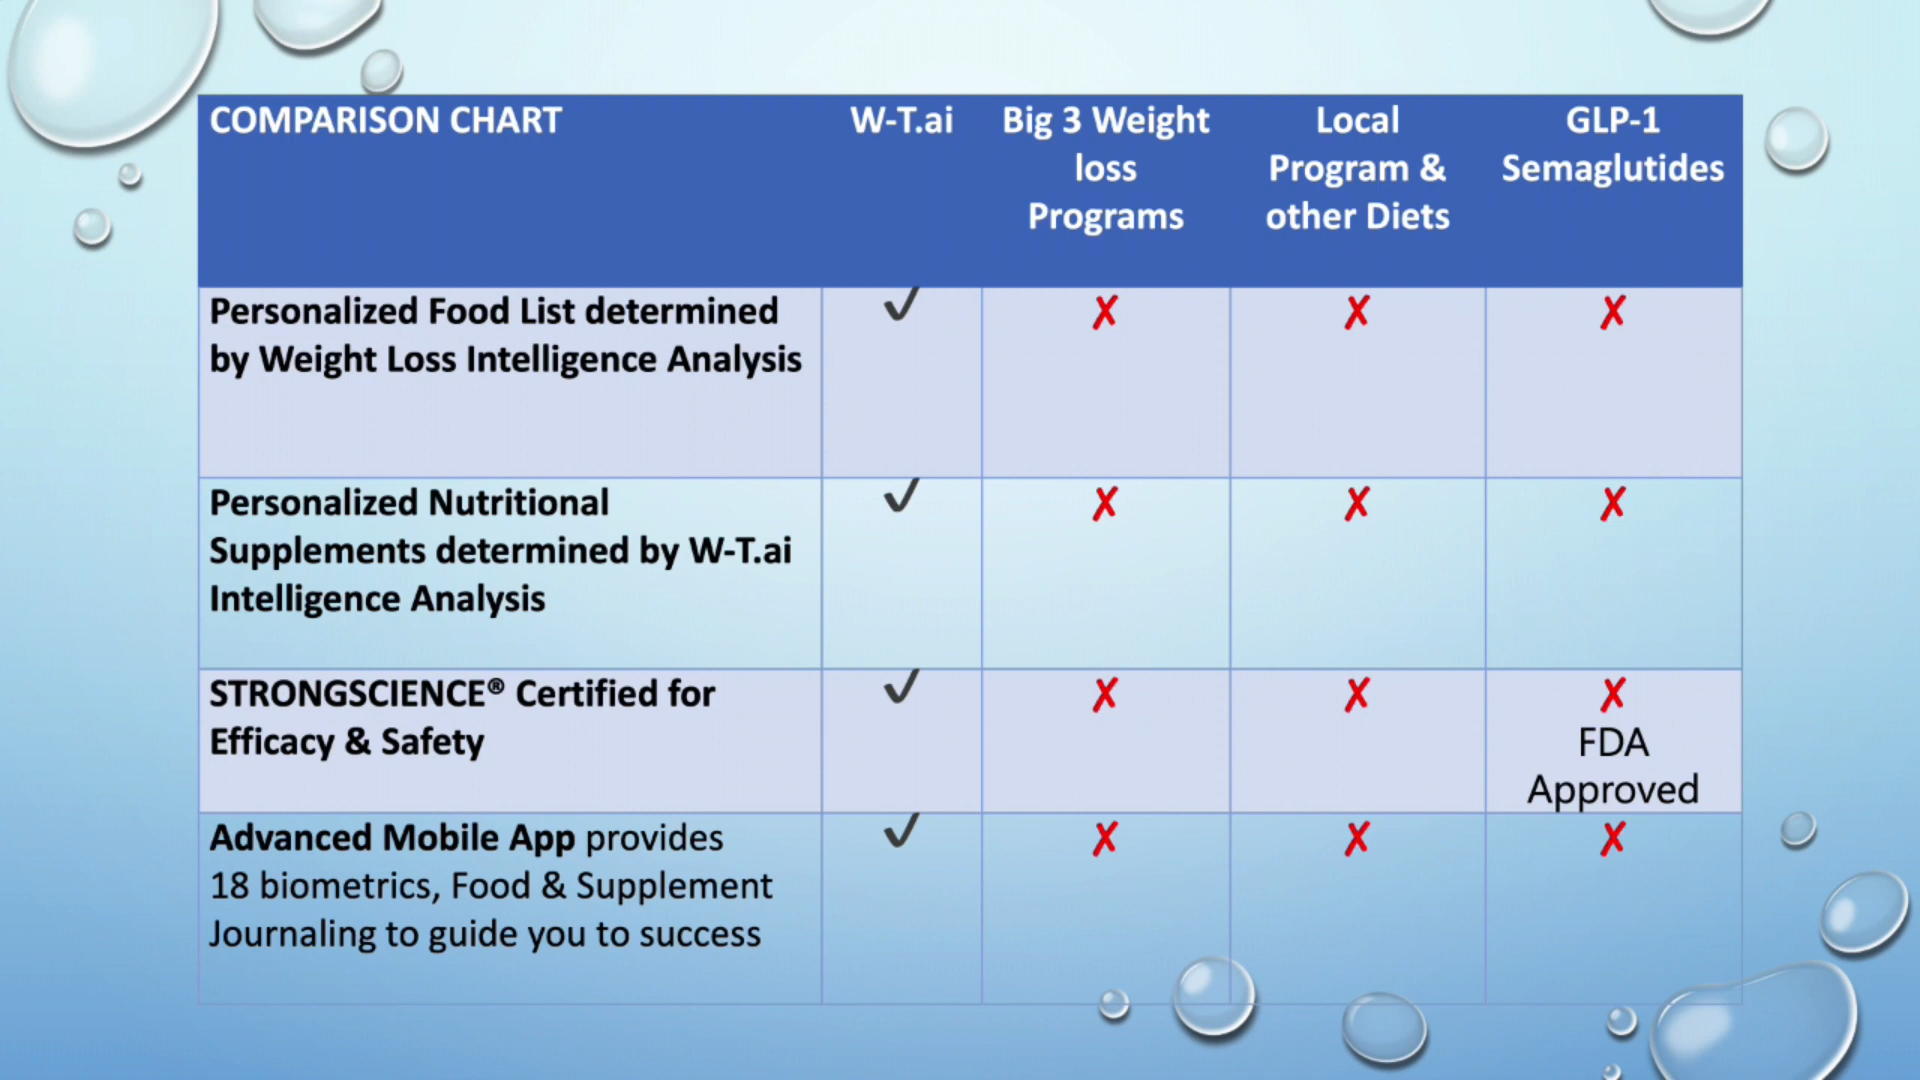 COMPARISON CHART
W-T.ai
Big 3 Weight
loss
Programs
Local
Program &
other Diets
GLP-1
Semaglutides
Personalized Food List determined
by Weight Loss Intelligence Analysis
✓ ✗ ✗ ✗
Personalized Nutritional
Supplements determined by W-T.ai
Intelligence Analysis
✓ ✗ ✗ ✗
STRONGSCIENCE® Certified for
Efficacy & Safety
✓ ✗ ✗ ✗
FDA
Approved
Advanced Mobile App provides
18 biometrics, Food & Supplement
Journaling to guide you to success
✓ ✗ ✗ ✗